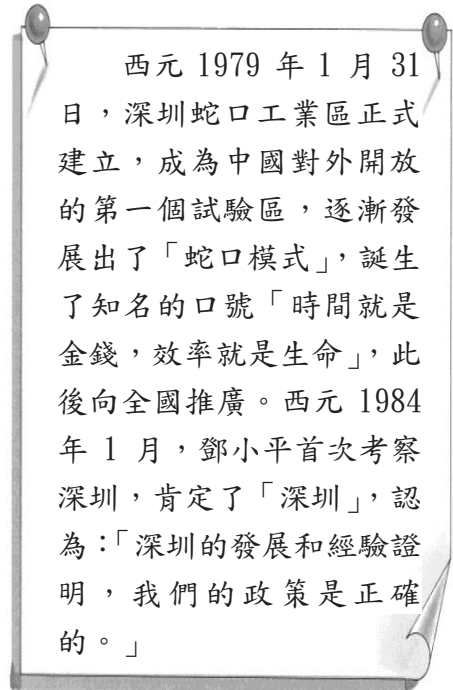 西元 1979 年 1 月 31
日，深圳蛇口工業區正式
建立，成為中國對外開放
的第一個試驗區，逐漸發
展出了「蛇口模式」，誕生
了知名的口號「時間就是
金錢，效率就是生命」，此
後向全國推廣。西元 1984
年 1 月，鄧小平首次考察
深圳，肯定了「深圳」，認
為：「深圳的發展和經驗證
明，我們的政策是正確
的。」